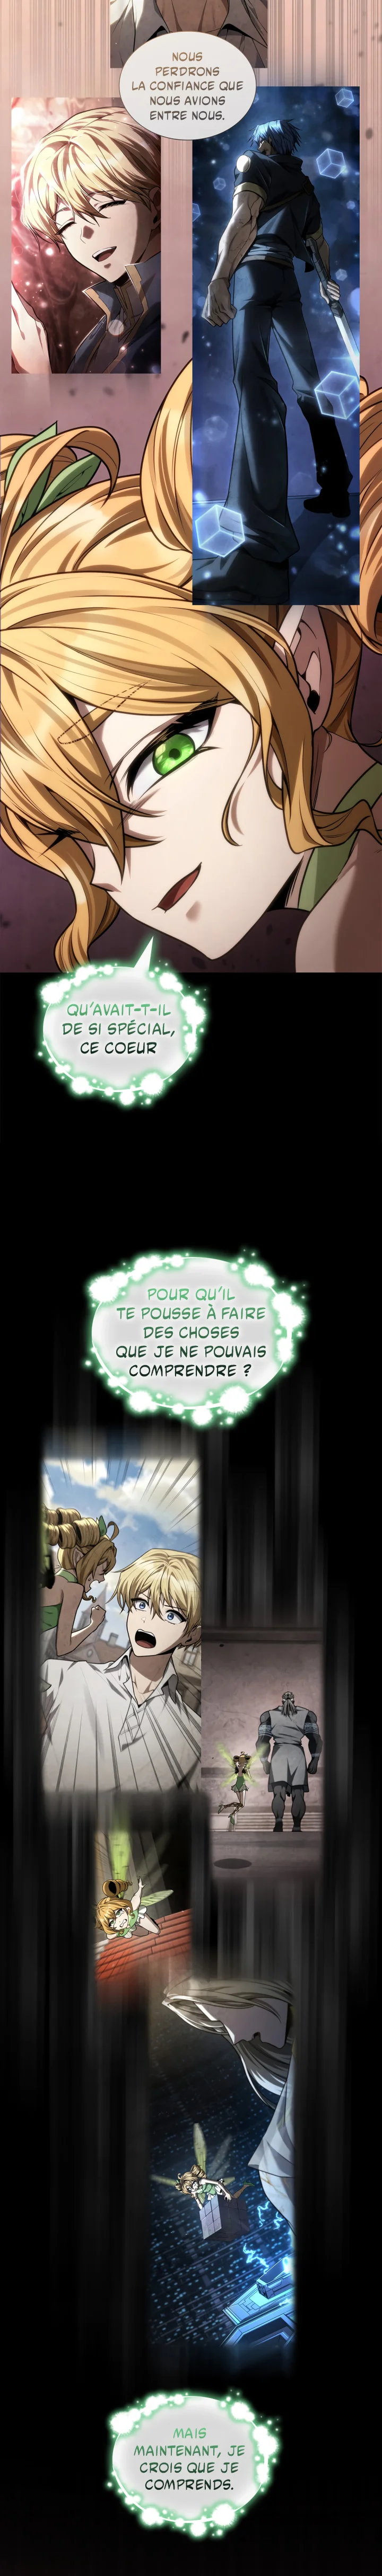 NOUS
PERDRONS
LA CONFIANCE QUE
NOUS AVIONS
ENTRE NOUS.
QU'AVAIT-T-IL
DE SI SPÉCIAL,
CE COEUR
POUR QU'IL
TE POUSSE À FAIRE
DES CHOSES
QUE JE NE POUVAIS
COMPRENDRE ?
MAIS
MAINTENANT, JE
CROIS QUE JE
COMPRENDS.